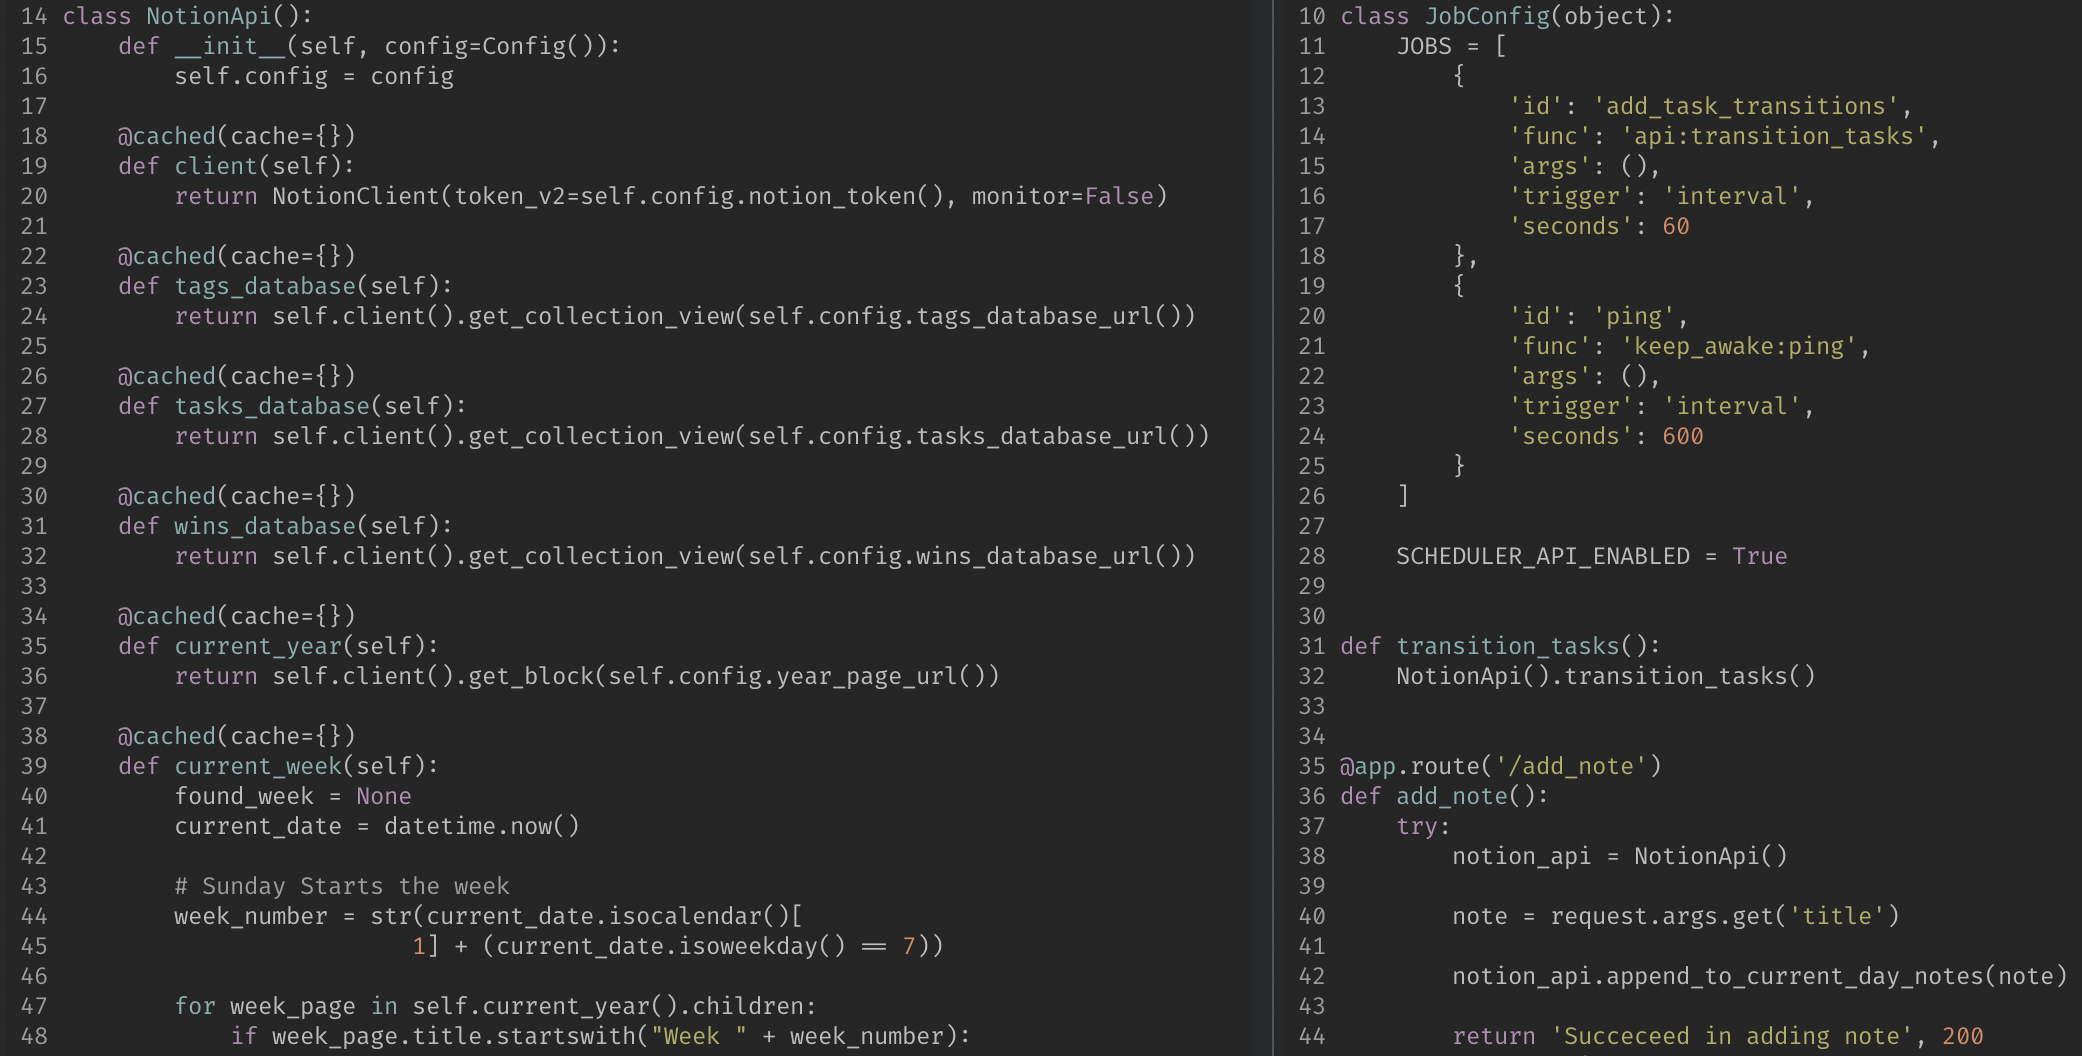 14 class NotionApi():
15     def __init__(self, config=Config()):
16         self.config = config
17
18     @cached(cache={})
19     def client(self):
20         return NotionClient(token_v2=self.config.notion_token(), monitor=False)
21
22     @cached(cache={})
23     def tags_database(self):
24         return self.client().get_collection_view(self.config.tags_database_url())
25
26     @cached(cache={})
27     def tasks_database(self):
28         return self.client().get_collection_view(self.config.tasks_database_url())
29
30     @cached(cache={})
31     def wins_database(self):
32         return self.client().get_collection_view(self.config.wins_database_url())
33
34     @cached(cache={})
35     def current_year(self):
36         return self.client().get_block(self.config.year_page_url())
37
38     @cached(cache={})
39     def current_week(self):
40         found_week = None
41         current_date = datetime.now()
42
43         # Sunday Starts the week
44         week_number = str(current_date.isocalendar()[
45                          1] + (current_date.isoweekday() == 7))
46
47         for week_page in self.current_year().children:
48             if week_page.title.startswith("Week " + week_number):
10 class JobConfig(object):
11     JOBS = [
12         {
13             'id': 'add_task_transitions',
14             'func': 'api:transition_tasks',
15             'args': (),
16             'trigger': 'interval',
17             'seconds': 60
18         },
19         {
20             'id': 'ping',
21             'func': 'keep_awake:ping',
22             'args': (),
23             'trigger': 'interval',
24             'seconds': 600
25         }
26     ]
27
28     SCHEDULER_API_ENABLED = True
29
30
31 def transition_tasks():
32     NotionApi().transition_tasks()
33
34
35 @app.route('/add_note')
36 def add_note():
37     try:
38         notion_api = NotionApi()
39
40         note = request.args.get('title')
41
42         notion_api.append_to_current_day_notes(note)
43
44         return 'Succeceed in adding note', 200